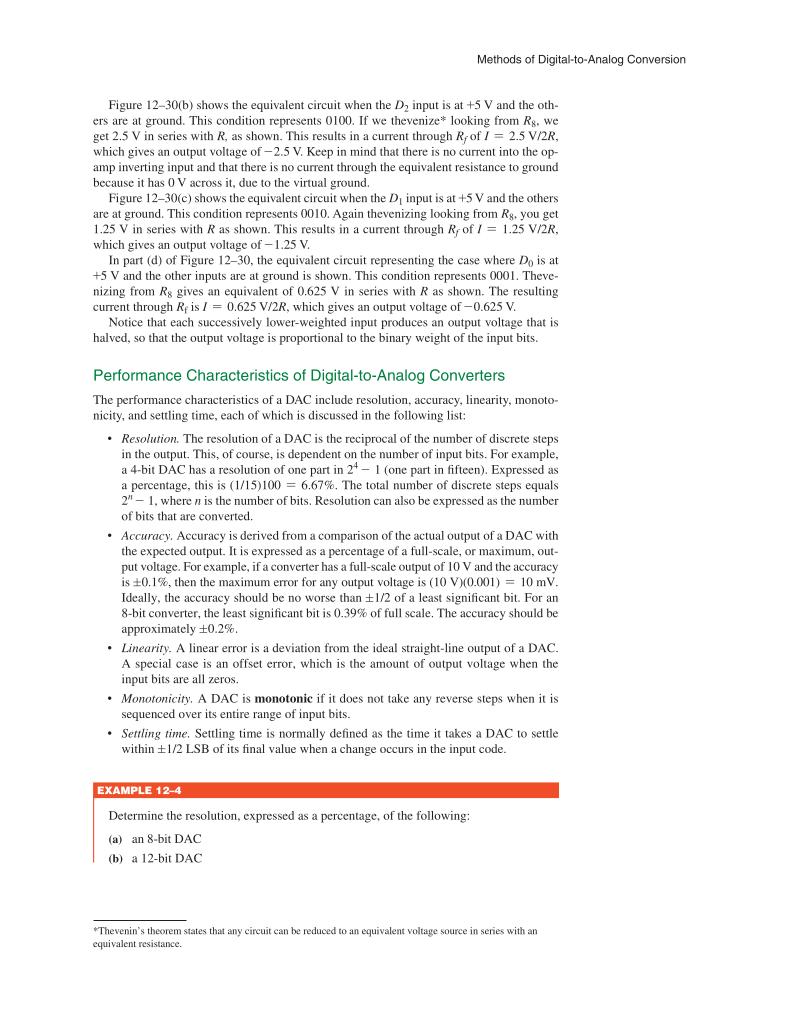 Methods of Digital-to-Analog Conversion
Figure 12–30(b) shows the equivalent circuit when the D₂ input is at +5 V and the oth-
ers are at ground. This condition represents 0100. If we thevenize* looking from R₈, we
get 2.5 V in series with R, as shown. This results in a current through Rf of I = 2.5 V/2R,
which gives an output voltage of −2.5 V. Keep in mind that there is no current into the op-
amp inverting input and that there is no current through the equivalent resistance to ground
because it has 0 V across it, due to the virtual ground.
Figure 12–30(c) shows the equivalent circuit when the D₁ input is at +5 V and the others
are at ground. This condition represents 0010. Again thevenizing looking from R₈, you get
1.25 V in series with R as shown. This results in a current through Rf of I = 1.25 V/2R,
which gives an output voltage of −1.25 V.
In part (d) of Figure 12–30, the equivalent circuit representing the case where D₀ is at
+5 V and the other inputs are at ground is shown. This condition represents 0001. Theve-
nizing from R₈ gives an equivalent of 0.625 V in series with R as shown. The resulting
current through Rf is I = 0.625 V/2R, which gives an output voltage of −0.625 V.
Notice that each successively lower-weighted input produces an output voltage that is
halved, so that the output voltage is proportional to the binary weight of the input bits.
Performance Characteristics of Digital-to-Analog Converters
The performance characteristics of a DAC include resolution, accuracy, linearity, monoto-
nicity, and settling time, each of which is discussed in the following list:
• Resolution. The resolution of a DAC is the reciprocal of the number of discrete steps
in the output. This, of course, is dependent on the number of input bits. For example,
a 4-bit DAC has a resolution of one part in 2⁴ − 1 (one part in fifteen). Expressed as
a percentage, this is (1/15)100 = 6.67%. The total number of discrete steps equals
2ⁿ − 1, where n is the number of bits. Resolution can also be expressed as the number
of bits that are converted.
• Accuracy. Accuracy is derived from a comparison of the actual output of a DAC with
the expected output. It is expressed as a percentage of a full-scale, or maximum, out-
put voltage. For example, if a converter has a full-scale output of 10 V and the accuracy
is ±0.1%, then the maximum error for any output voltage is (10 V)(0.001) = 10 mV.
Ideally, the accuracy should be no worse than ±1/2 of a least significant bit. For an
8-bit converter, the least significant bit is 0.39% of full scale. The accuracy should be
approximately ±0.2%.
• Linearity. A linear error is a deviation from the ideal straight-line output of a DAC.
A special case is an offset error, which is the amount of output voltage when the
input bits are all zeros.
• Monotonicity. A DAC is monotonic if it does not take any reverse steps when it is
sequenced over its entire range of input bits.
• Settling time. Settling time is normally defined as the time it takes a DAC to settle
within ±1/2 LSB of its final value when a change occurs in the input code.
EXAMPLE 12–4
Determine the resolution, expressed as a percentage, of the following:
(a) an 8-bit DAC
(b) a 12-bit DAC
*Thevenin's theorem states that any circuit can be reduced to an equivalent voltage source in series with an
equivalent resistance.